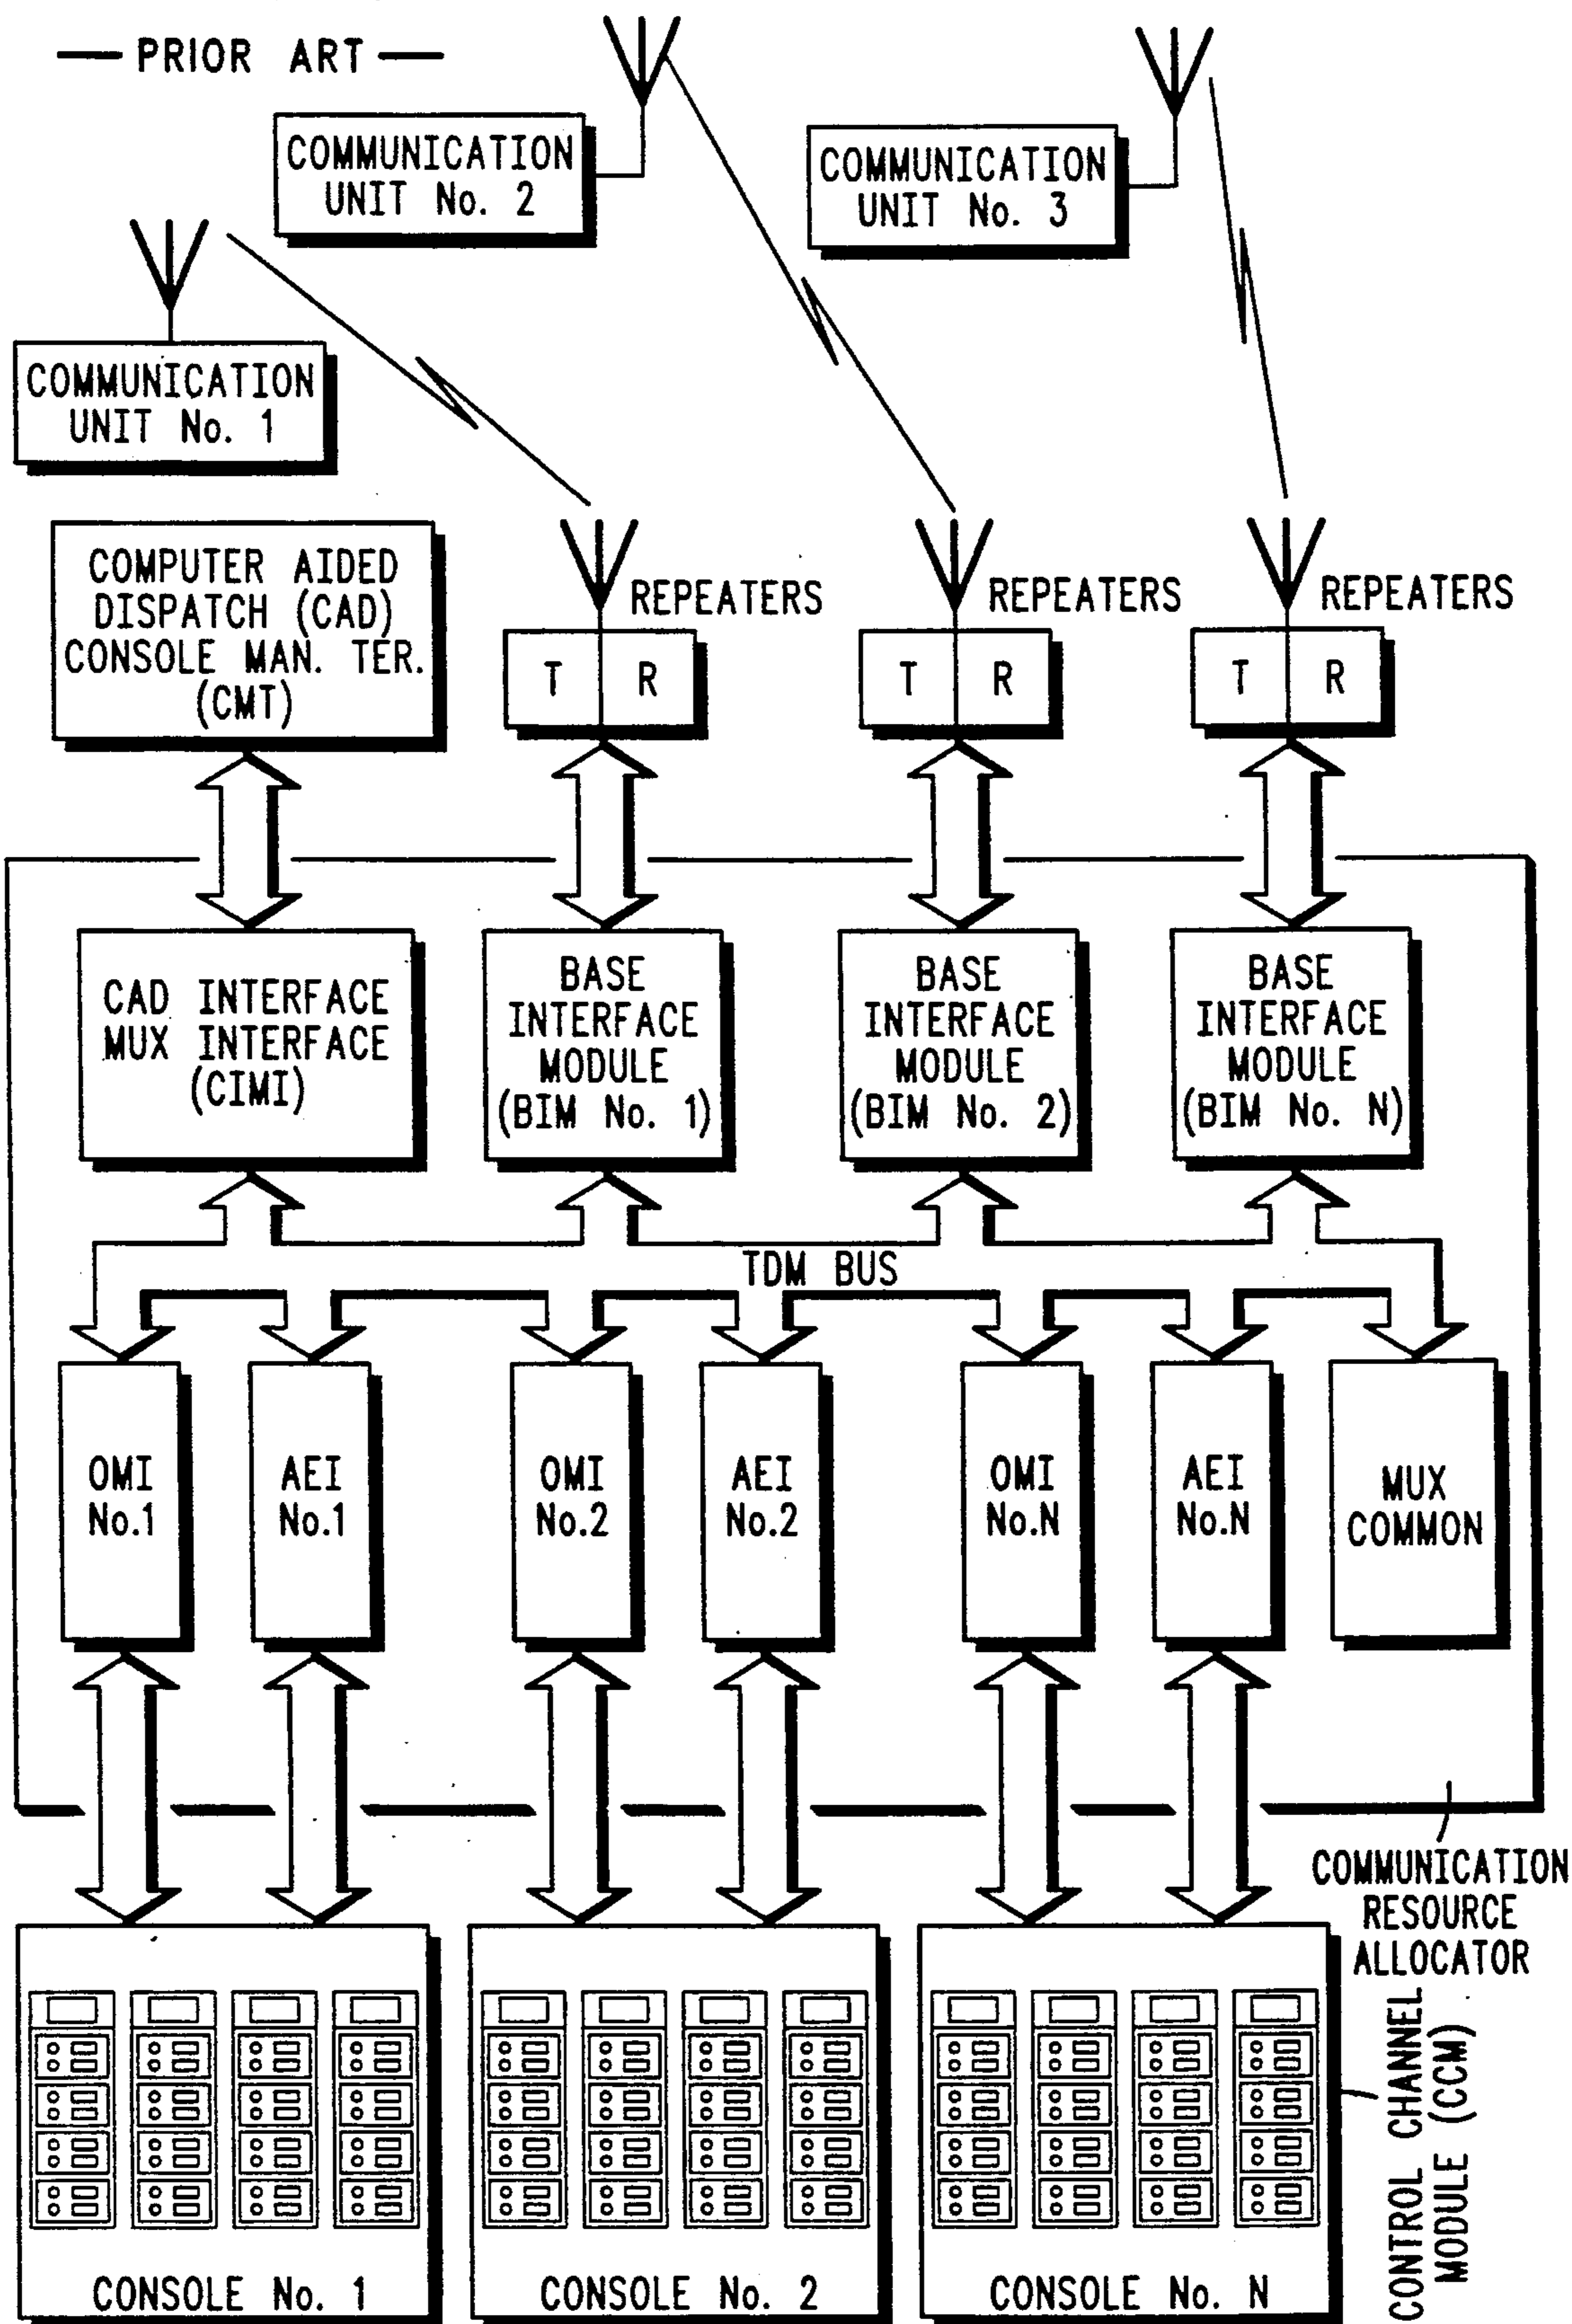 — PRIOR ART —
COMMUNICATION
UNIT No. 2
COMMUNICATION
UNIT No. 3
COMMUNICATION
UNIT No. 1
COMPUTER AIDED
DISPATCH (CAD)
CONSOLE MAN. TER.
(CMT)
REPEATERS
T R
REPEATERS
T R
REPEATERS
T R
CAD INTERFACE
MUX INTERFACE
(CIMI)
BASE
INTERFACE
MODULE
(BIM No. 1)
BASE
INTERFACE
MODULE
(BIM No. 2)
BASE
INTERFACE
MODULE
(BIM No. N)
TDM BUS
OMI
No.1
AEI
No.1
OMI
No.2
AEI
No.2
OMI
No.N
AEI
No.N
MUX
COMMON
COMMUNICATION
RESOURCE
ALLOCATOR
CONTROL CHANNEL
MODULE (CCM)
CONSOLE No. 1
CONSOLE No. 2
CONSOLE No. N